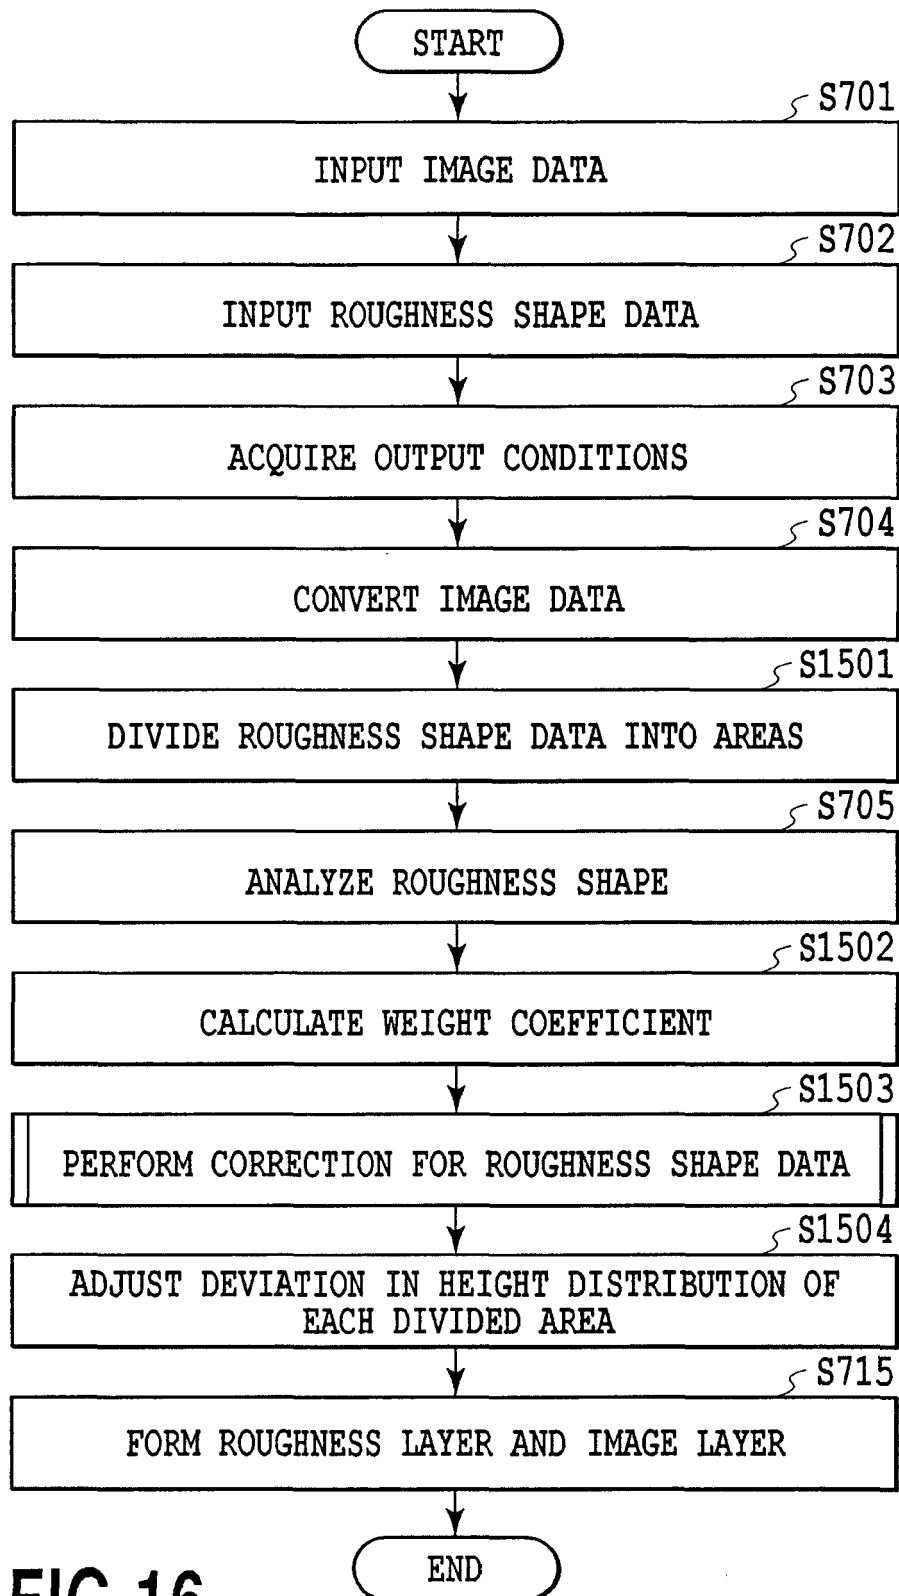 START
S701
INPUT IMAGE DATA
S702
INPUT ROUGHNESS SHAPE DATA
S703
ACQUIRE OUTPUT CONDITIONS
S704
CONVERT IMAGE DATA
S1501
DIVIDE ROUGHNESS SHAPE DATA INTO AREAS
S705
ANALYZE ROUGHNESS SHAPE
S1502
CALCULATE WEIGHT COEFFICIENT
S1503
PERFORM CORRECTION FOR ROUGHNESS SHAPE DATA
S1504
ADJUST DEVIATION IN HEIGHT DISTRIBUTION OF
EACH DIVIDED AREA
S715
FORM ROUGHNESS LAYER AND IMAGE LAYER
END
FIG.16